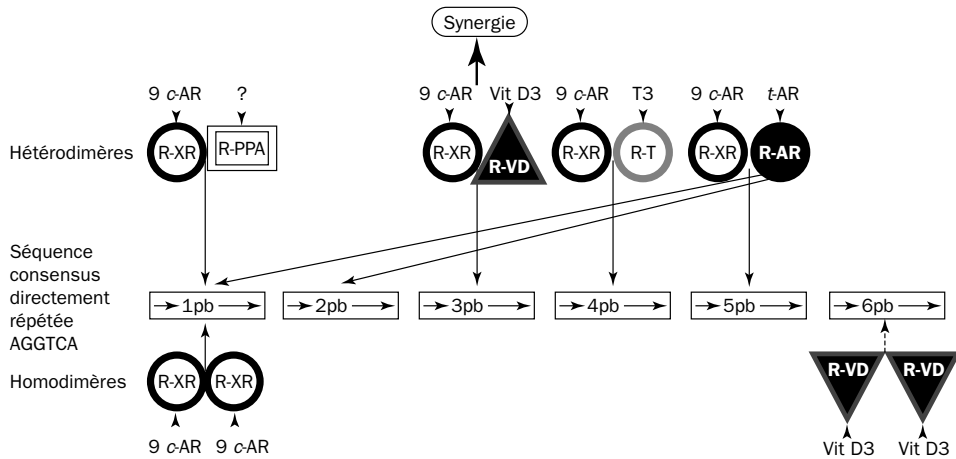 Synergie
9 c-AR ? 9 c-AR Vit D3 9 c-AR T3 9 c-AR t-AR
Hétérodimères R-XR R-PPA R-XR R-VD R-XR R-T R-XR R-AR
Séquence
consensus
directement
répétée
AGGTCA
1pb 2pb 3pb 4pb 5pb 6pb
Homodimères R-XR R-XR R-VD R-VD
9 c-AR 9 c-AR Vit D3 Vit D3